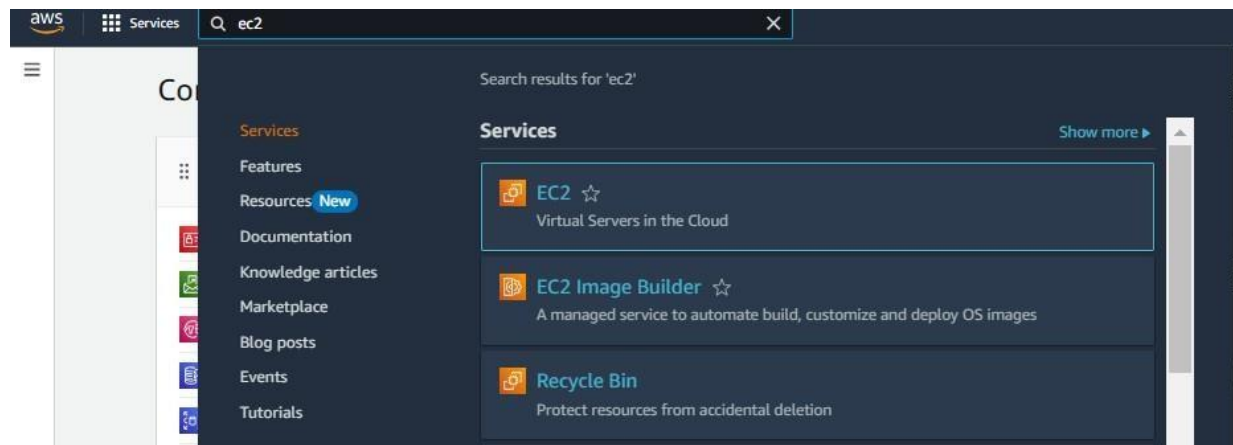 aws Services ec2
Search results for 'ec2'
Services
Features
Resources New
Documentation
Knowledge articles
Marketplace
Blog posts
Events
Tutorials
Services Show more
EC2
Virtual Servers in the Cloud
EC2 Image Builder
A managed service to automate build, customize and deploy OS images
Recycle Bin
Protect resources from accidental deletion